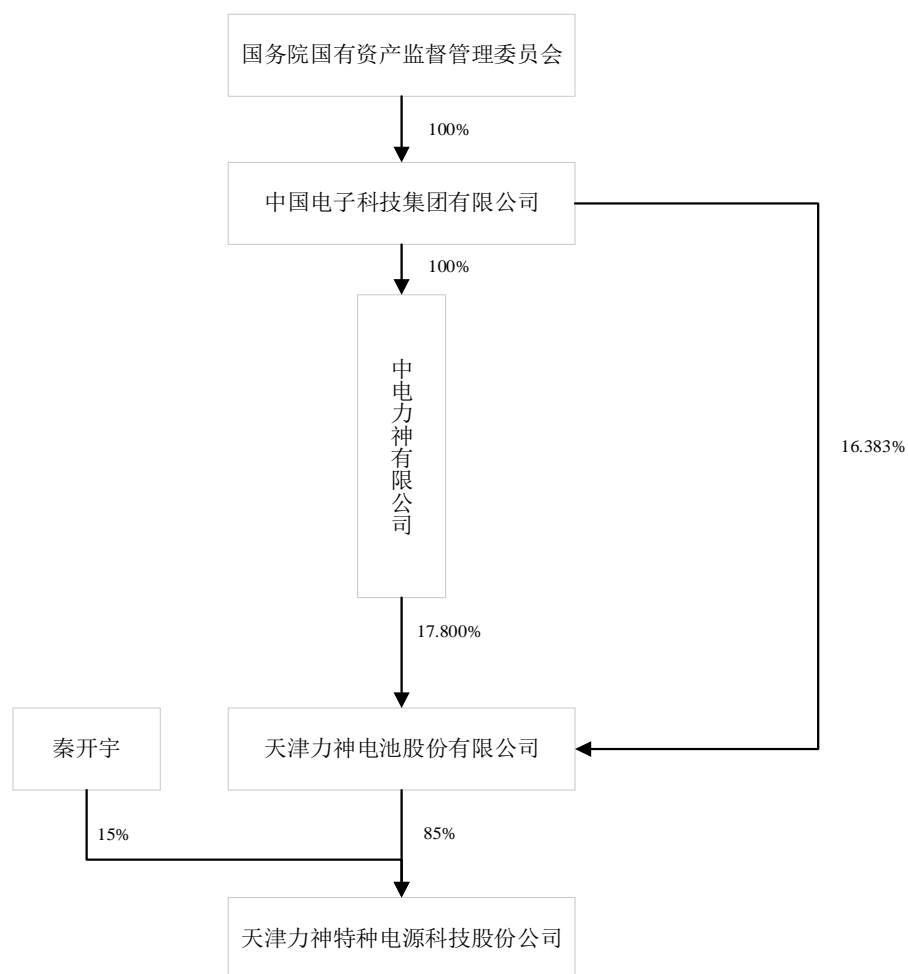 国务院国有资产监督管理委员会
100%
中国电子科技集团有限公司
100%
中电力神有限公司
16.383%
17.800%
秦开宇
天津力神电池股份有限公司
15%
85%
天津力神特种电源科技股份公司